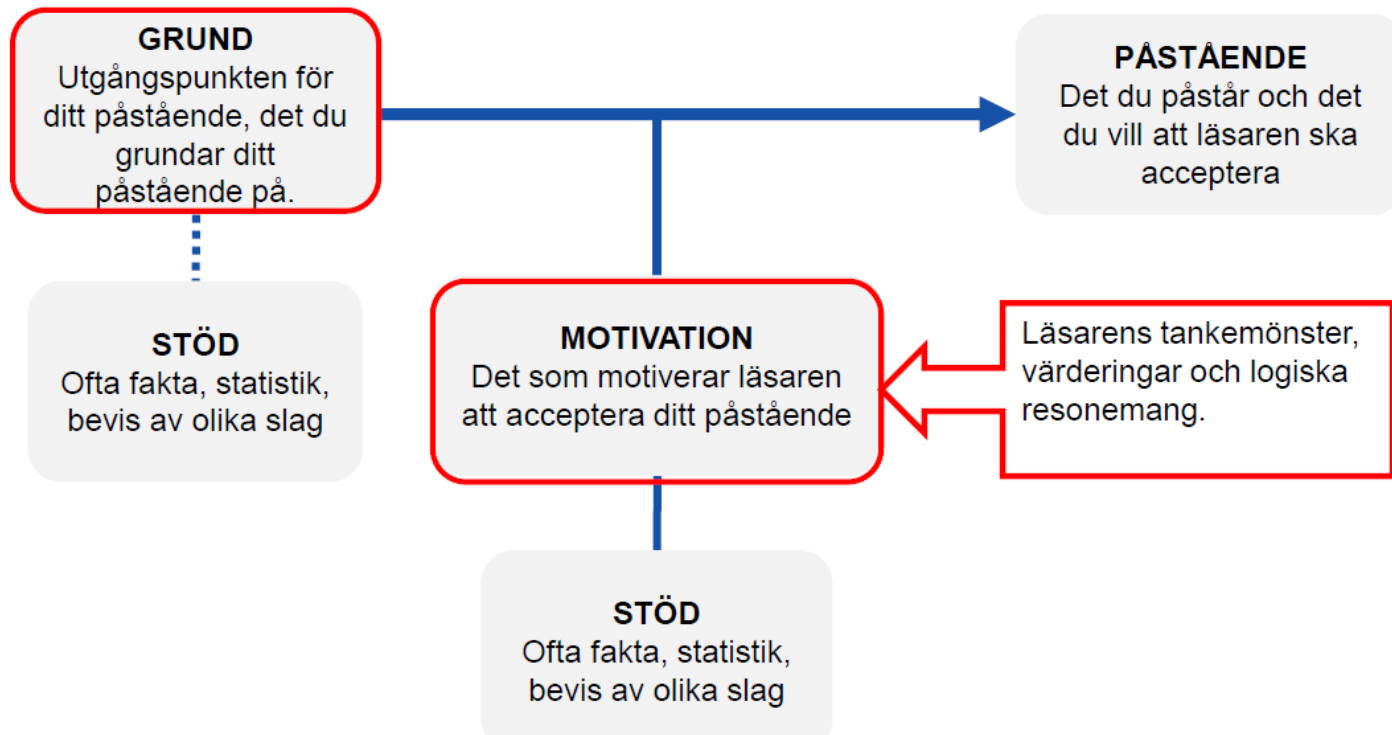 GRUND
Utgångspunkten för
ditt påstående, det du
grundar ditt
påstående på.
PÅSTÅENDE
Det du påstår och det
du vill att läsaren ska
acceptera
STÖD
Ofta fakta, statistik,
bevis av olika slag
MOTIVATION
Det som motiverar läsaren
att acceptera ditt påstående
Läsarens tankemönster,
värderingar och logiska
resonemang.
STÖD
Ofta fakta, statistik,
bevis av olika slag